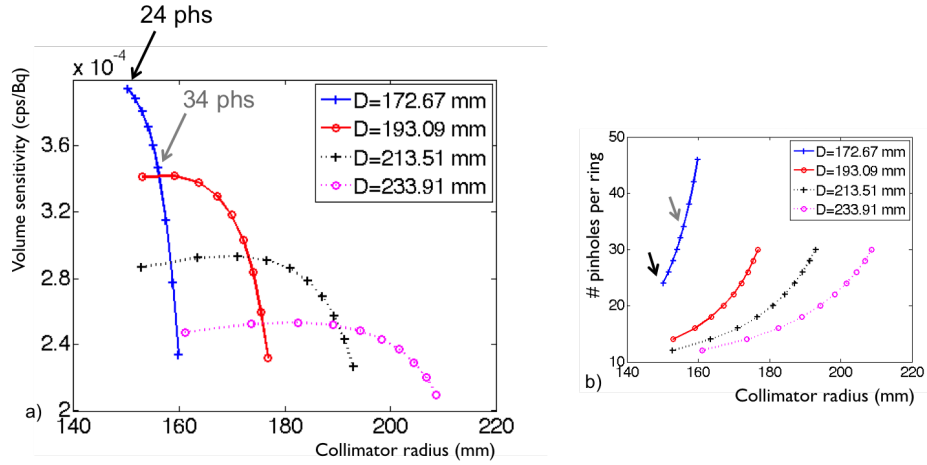 24 phs
x 10⁻⁴
34 phs
D=172.67 mm
D=193.09 mm
D=213.51 mm
D=233.91 mm
Volume sensitivity (cps/Bq)
3.6
3.2
2.8
2.4
2
a)
140 160 180 200 220
Collimator radius (mm)
50
40
30
20
10
D=172.67 mm
D=193.09 mm
D=213.51 mm
D=233.91 mm
# pinholes per ring
b)
140 160 180 200 220
Collimator radius (mm)